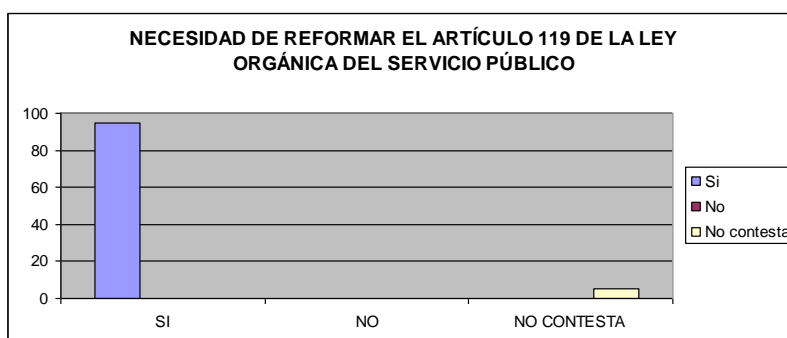 NECESIDAD DE REFORMAR EL ARTÍCULO 119 DE LA LEY
ORGÁNICA DEL SERVICIO PÚBLICO
100
80
60
40
20
0
SI
NO
NO CONTESTA
Si
No
No contesta